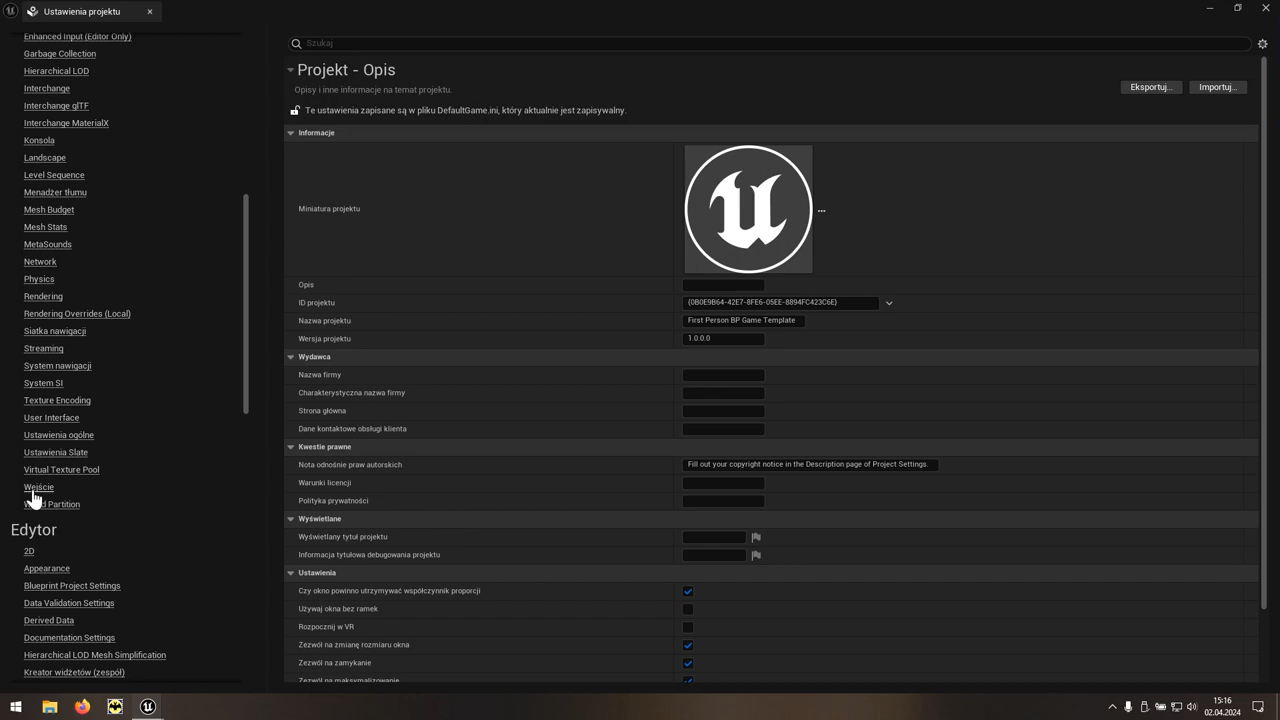 Ustawienia projektu
Enhanced Input (Editor Only)
Garbage Collection
Hierarchical LOD
Interchange
Interchange glTF
Interchange MaterialX
Konsola
Landscape
Level Sequence
Menadżer tłumu
Mesh Budget
Mesh Stats
MetaSounds
Network
Physics
Rendering
Rendering Overrides (Local)
Siatka nawigacji
Streaming
System nawigacji
System SI
Texture Encoding
User Interface
Ustawienia ogólne
Ustawienia Slate
Virtual Texture Pool
Wejście
Partition
Edytor
2D
Appearance
Blueprint Project Settings
Data Validation Settings
Derived Data
Documentation Settings
Hierarchical LOD Mesh Simplification
Kreator widżetów (zespół)
Szukaj
Projekt - Opis
Opisy i inne informacje na temat projektu.
Eksportuj... Importuj...
Te ustawienia zapisane są w pliku DefaultGame.ini, który aktualnie jest zapisywalny.
Informacje
Miniatura projektu
...
Opis
ID projektu {0B0E9B64-42E7-8FE6-05EE-8894FC423C6E}
Nazwa projektu First Person BP Game Template
Wersja projektu 1.0.0.0
Wydawca
Nazwa firmy
Charakterystyczna nazwa firmy
Strona główna
Dane kontaktowe obsługi klienta
Kwestie prawne
Nota odnośnie praw autorskich Fill out your copyright notice in the Description page of Project Settings.
Warunki licencji
Polityka prywatności
Wyświetlane
Wyświetlany tytuł projektu
Informacja tytułowa debugowania projektu
Ustawienia
Czy okno powinno utrzymywać współczynnik proporcji
Używaj okna bez ramek
Rozpocznij w VR
Zezwól na zmianę rozmiaru okna
Zezwól na zamykanie
Zezwól na maksymalizowanie
15:16
02.04.2024